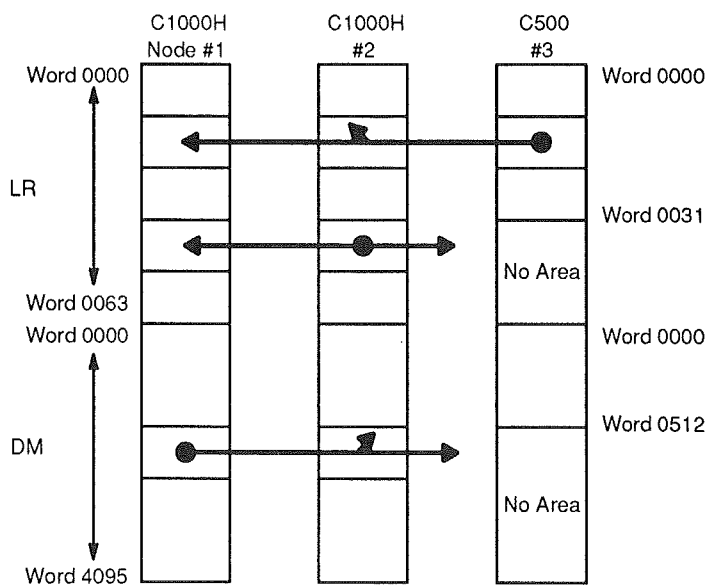 C1000H C1000H C500
Node #1 #2 #3
Word 0000 Word 0000
LR
Word 0031
No Area
Word 0063
Word 0000 Word 0000
Word 0512
DM
No Area
Word 4095